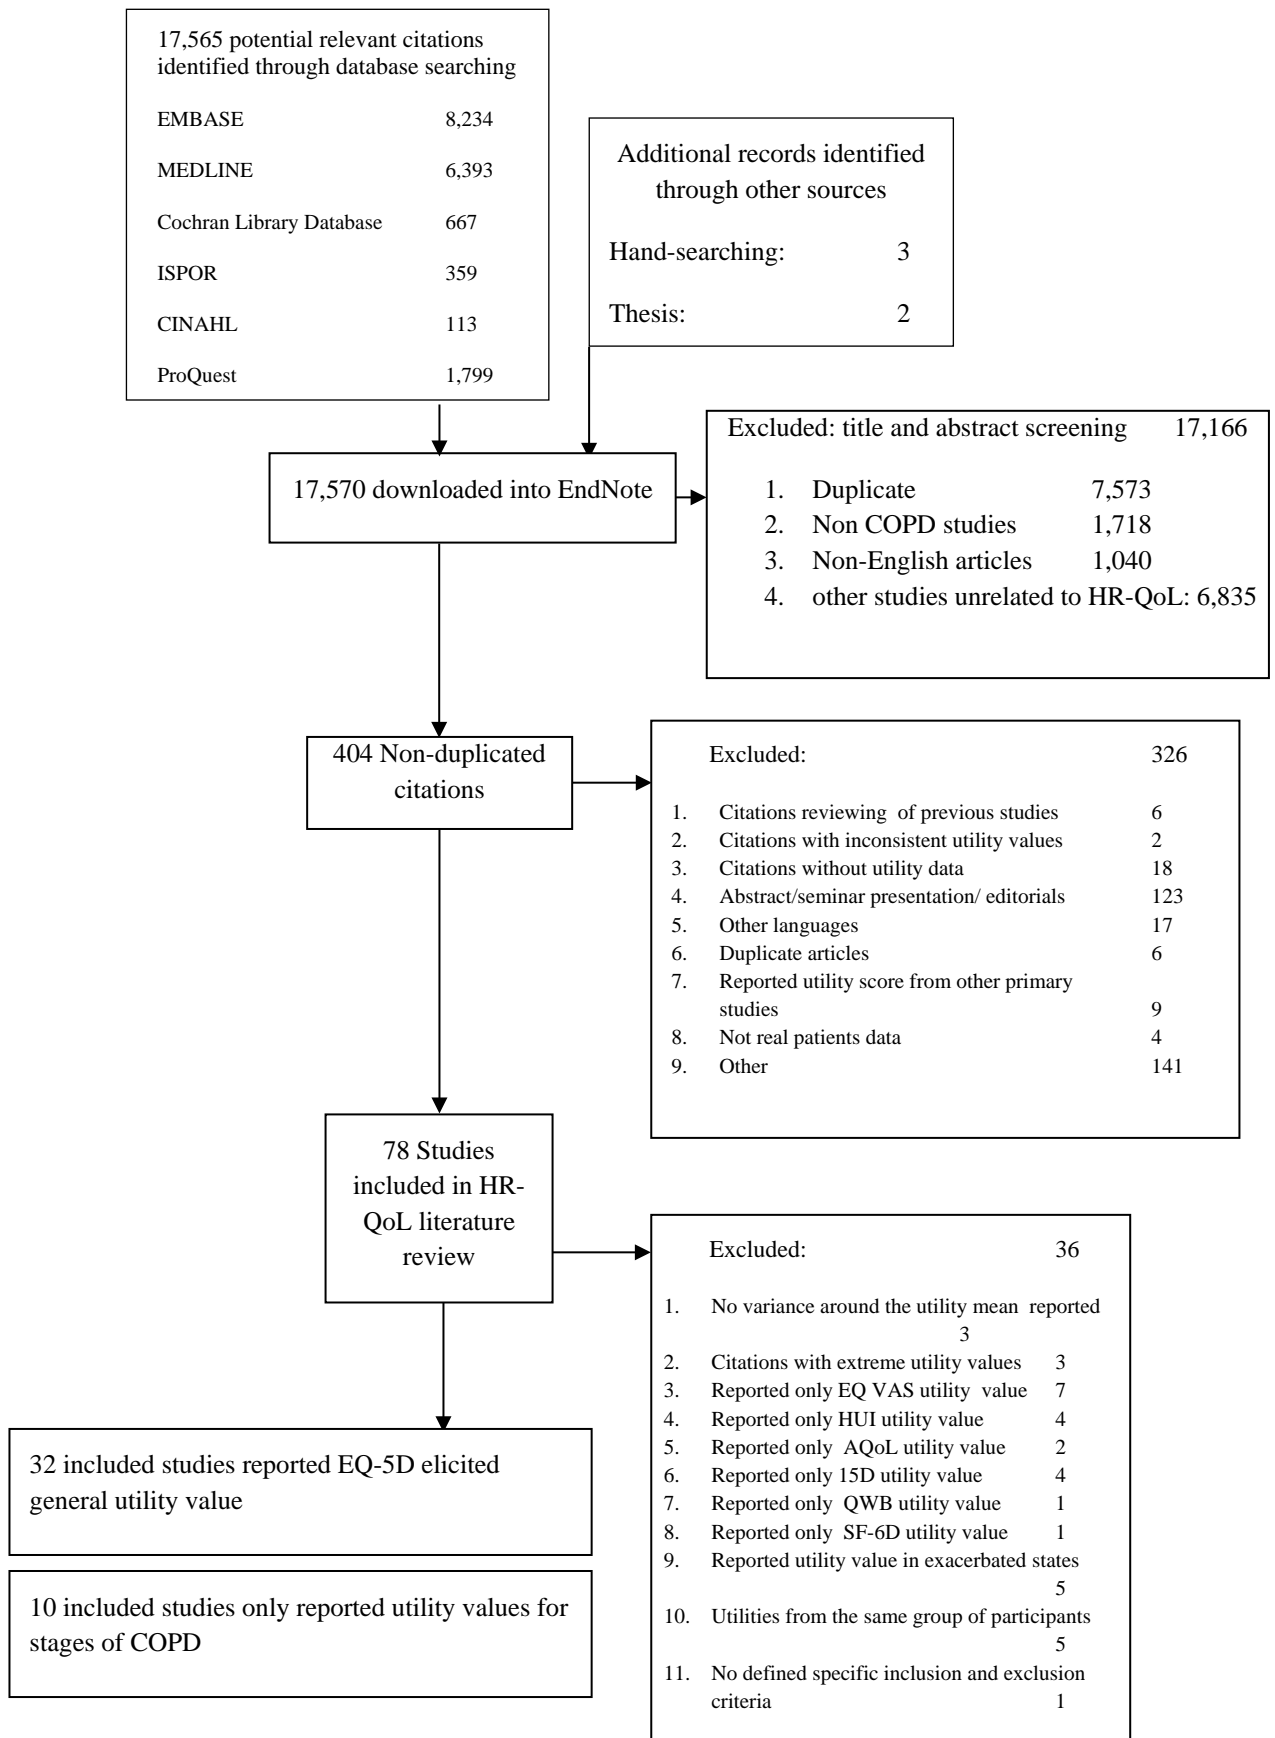 17,565 potential relevant citations
identified through database searching
EMBASE 8,234
MEDLINE 6,393
Cochran Library Database 667
ISPOR 359
CINAHL 113
ProQuest 1,799
Additional records identified
through other sources
Hand-searching: 3
Thesis: 2
17,570 downloaded into EndNote
Excluded: title and abstract screening 17,166
1. Duplicate 7,573
2. Non COPD studies 1,718
3. Non-English articles 1,040
4. other studies unrelated to HR-QoL: 6,835
404 Non-duplicated
citations
Excluded: 326
1. Citations reviewing of previous studies 6
2. Citations with inconsistent utility values 2
3. Citations without utility data 18
4. Abstract/seminar presentation/ editorials 123
5. Other languages 17
6. Duplicate articles 6
7. Reported utility score from other primary
studies 9
8. Not real patients data 4
9. Other 141
78 Studies
included in HR-
QoL literature
review
Excluded: 36
1. No variance around the utility mean reported
3
2. Citations with extreme utility values 3
3. Reported only EQ VAS utility value 7
4. Reported only HUI utility value 4
5. Reported only AQoL utility value 2
6. Reported only 15D utility value 4
7. Reported only QWB utility value 1
8. Reported only SF-6D utility value 1
9. Reported utility value in exacerbated states
5
10. Utilities from the same group of participants
5
11. No defined specific inclusion and exclusion
criteria 1
32 included studies reported EQ-5D elicited
general utility value
10 included studies only reported utility values for
stages of COPD